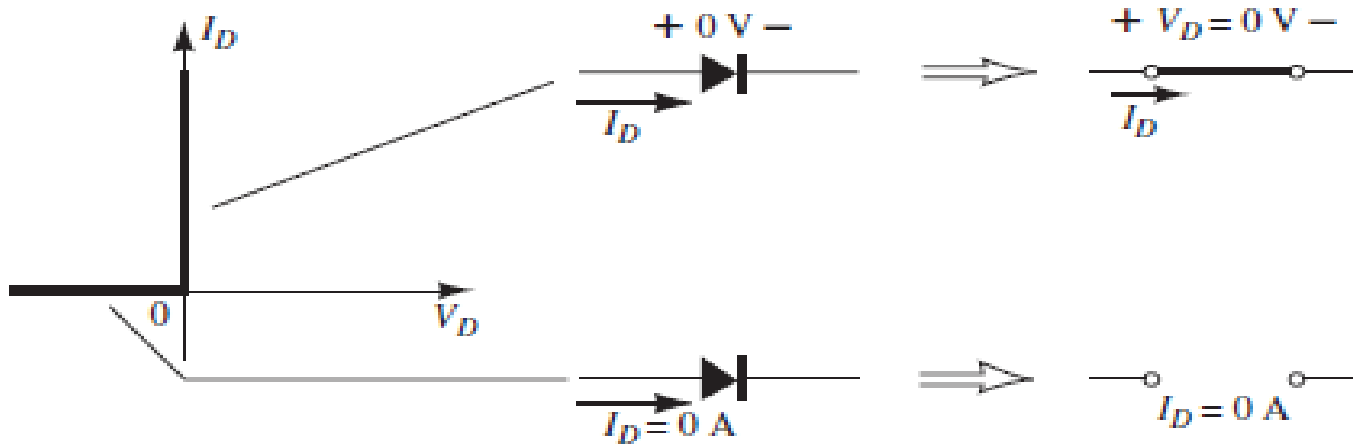 I_D
+ 0 V −
I_D
+ V_D = 0 V −
I_D
0
V_D
I_D = 0 A
I_D = 0 A